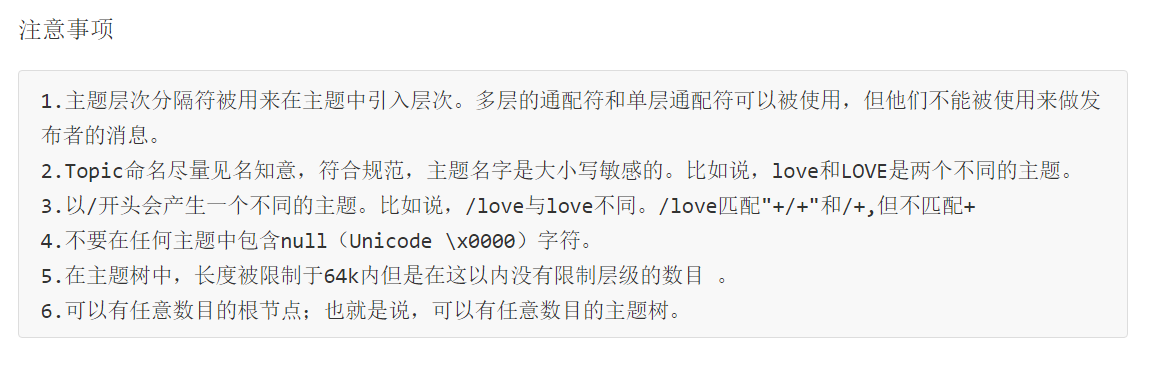 注意事项
1.主题层次分隔符被用来在主题中引入层次。多层的通配符和单层通配符可以被使用，但他们不能被使用来做发
布者的消息。
2.Topic命名尽量见名知意，符合规范，主题名字是大小写敏感的。比如说，love和LOVE是两个不同的主题。
3.以/开头会产生一个不同的主题。比如说，/love与love不同。/love匹配"+/+"和/+,但不匹配+
4.不要在任何主题中包含null（Unicode \x0000）字符。
5.在主题树中，长度被限制于64k内但是在这以内没有限制层级的数目 。
6.可以有任意数目的根节点；也就是说，可以有任意数目的主题树。